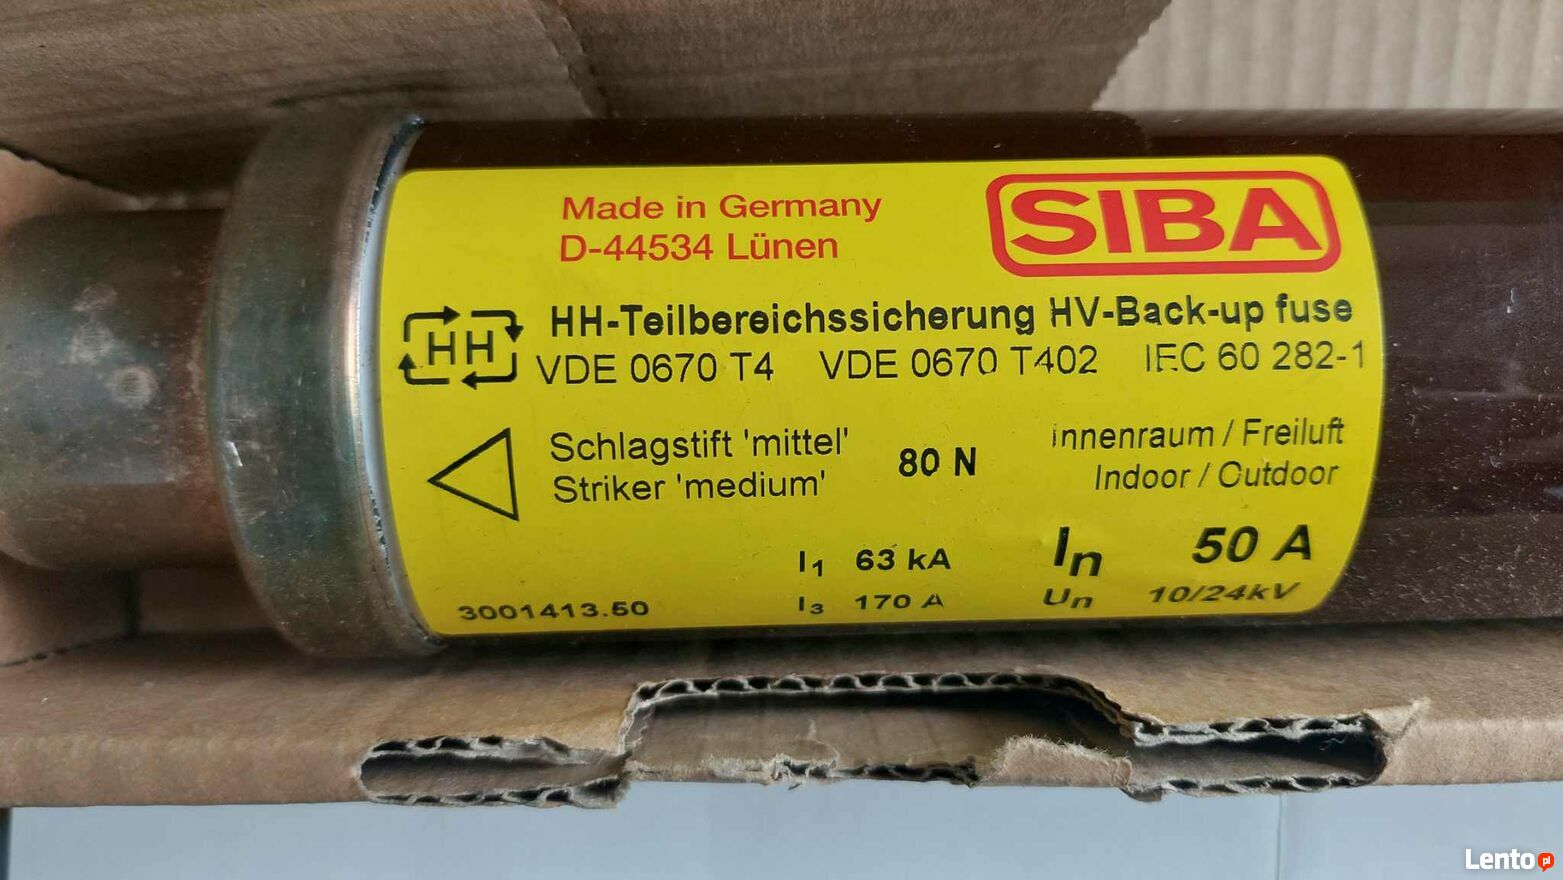 Made in Germany
D-44534 Lünen
SIBA
HH
HH-Teilbereichssicherung HV-Back-up fuse
VDE 0670 T4 VDE 0670 T402 IEC 60 282-1
Schlagstift 'mittel'
Striker 'medium'
80 N
Innenraum / Freiluft
Indoor / Outdoor
I1 63 kA
I3 170 A
In 50 A
Un 10/24kV
3001413.50
Lento pl